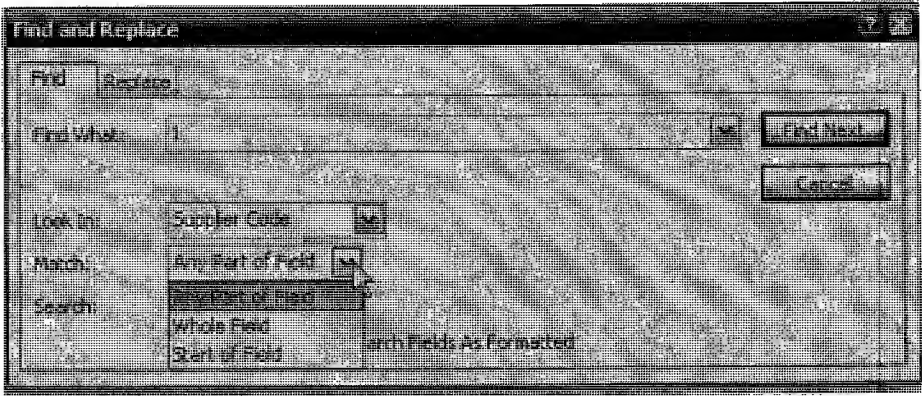 Find and Replace
Find Replace
Find What: 1 Find Next
Cancel
Look In: Supplier Code
Match: Any Part of Field
Search: Any Part of Field
Whole Field
Start of Field
arch Fields As Formatted